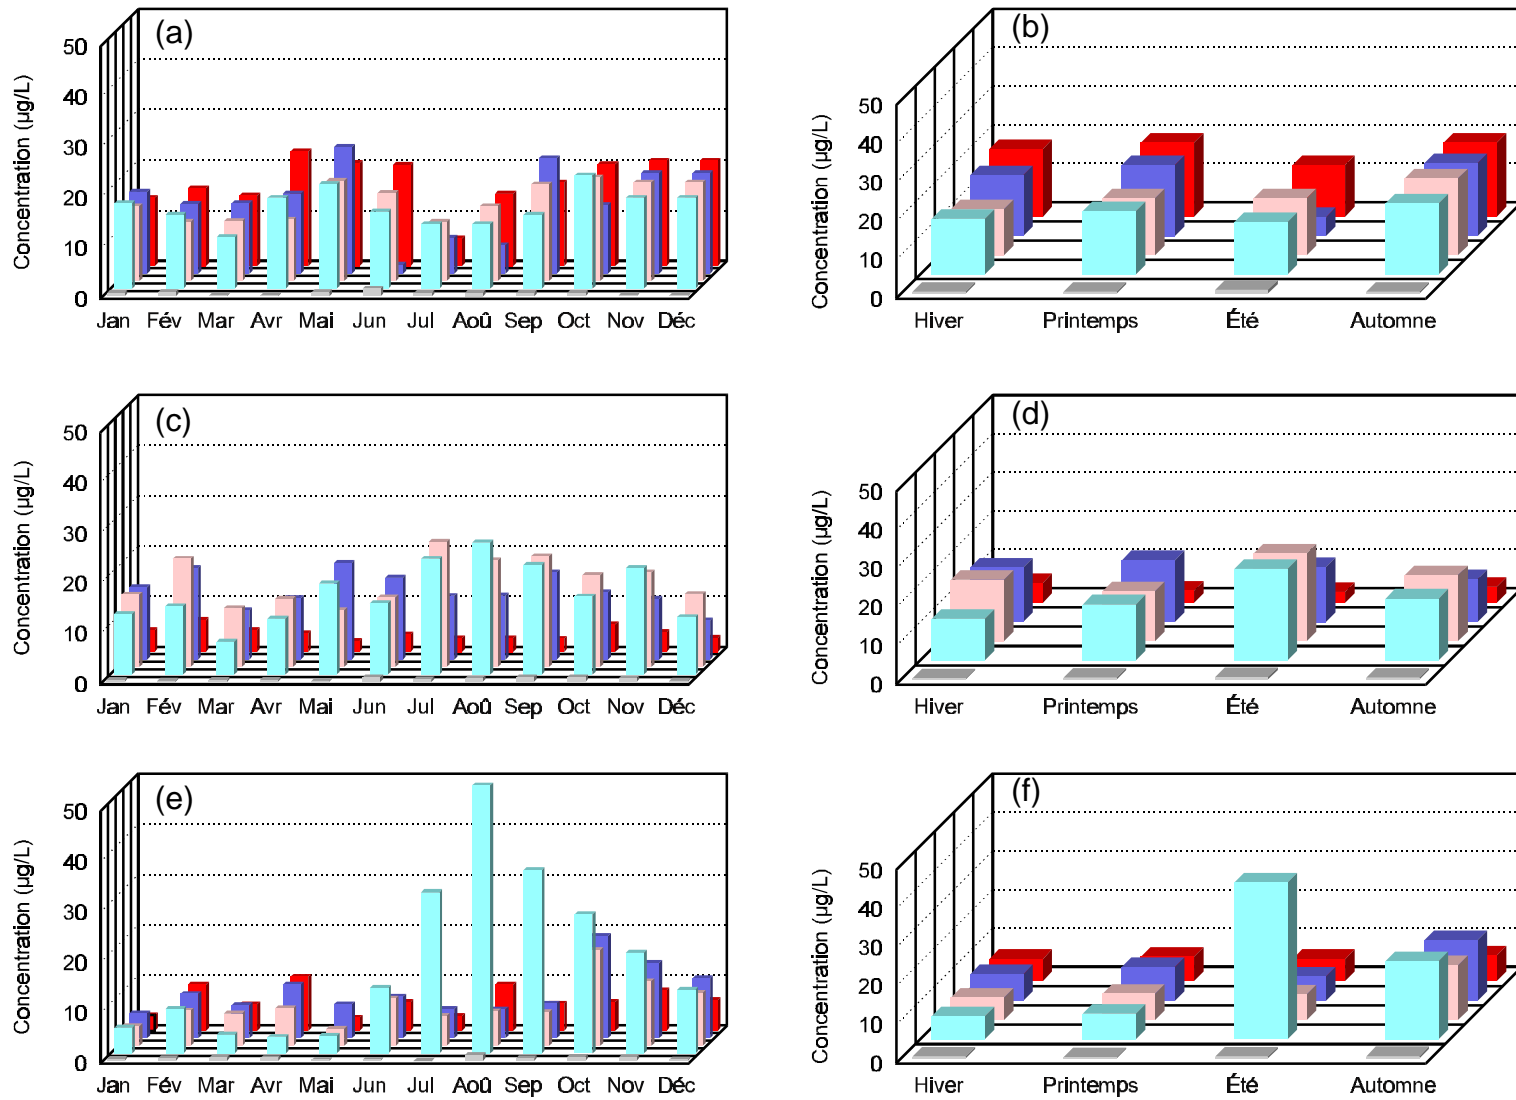 (a)
Concentration (µg/L)
50
40
30
20
10
0
Jan Fév Mar Avr Mai Jun Jul Aoû Sep Oct Nov Déc
(b)
Concentration (µg/L)
50
40
30
20
10
0
Hiver Printemps Été Automne
(c)
Concentration (µg/L)
50
40
30
20
10
0
Jan Fév Mar Avr Mai Jun Jul Aoû Sep Oct Nov Déc
(d)
Concentration (µg/L)
50
40
30
20
10
0
Hiver Printemps Été Automne
(e)
Concentration (µg/L)
50
40
30
20
10
0
Jan Fév Mar Avr Mai Jun Jul Aoû Sep Oct Nov Déc
(f)
Concentration (µg/L)
50
40
30
20
10
0
Hiver Printemps Été Automne